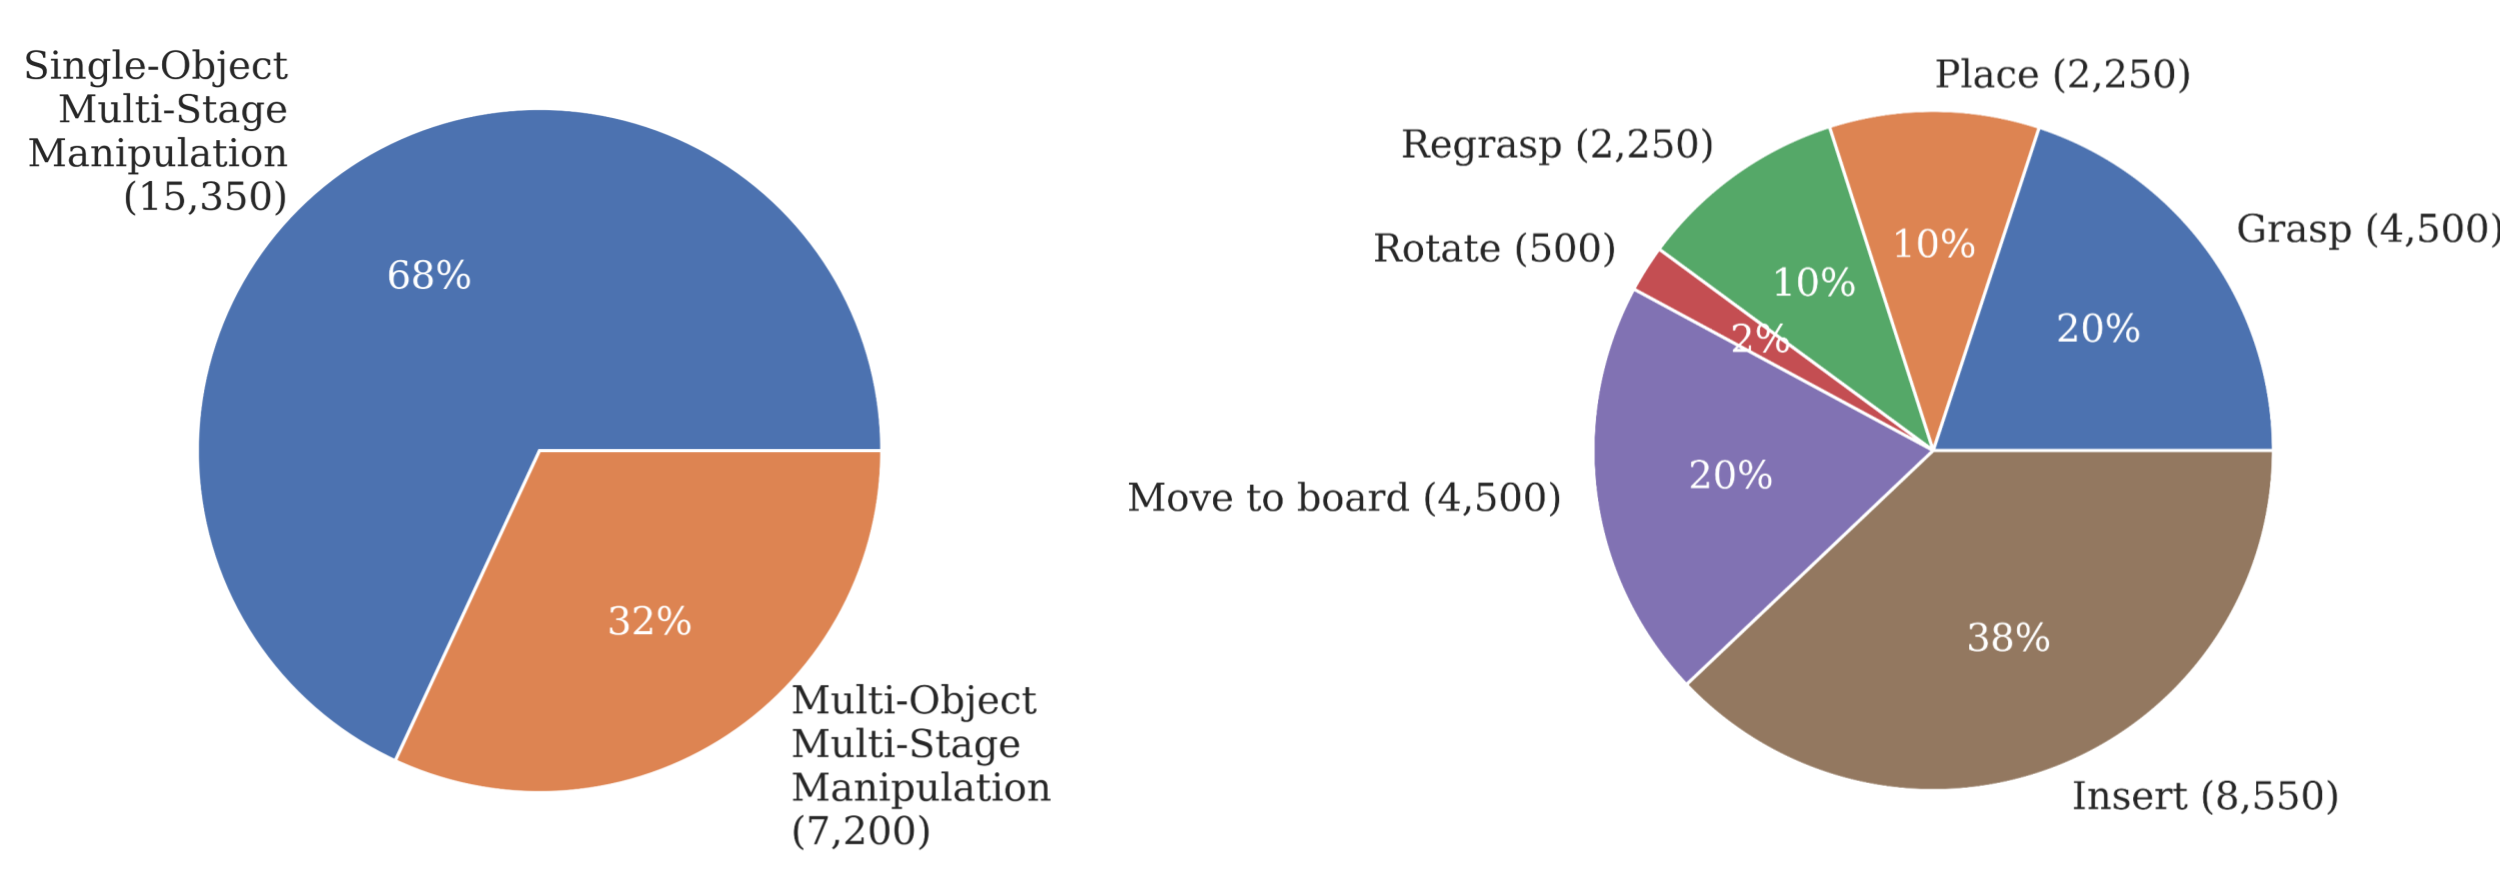 Single-Object
Multi-Stage
Manipulation
(15,350)
68%
32%
Multi-Object
Multi-Stage
Manipulation
(7,200)
Place (2,250)
Regrasp (2,250)
Grasp (4,500)
Rotate (500)
10%
10%
20%
2%
20%
Move to board (4,500)
38%
Insert (8,550)